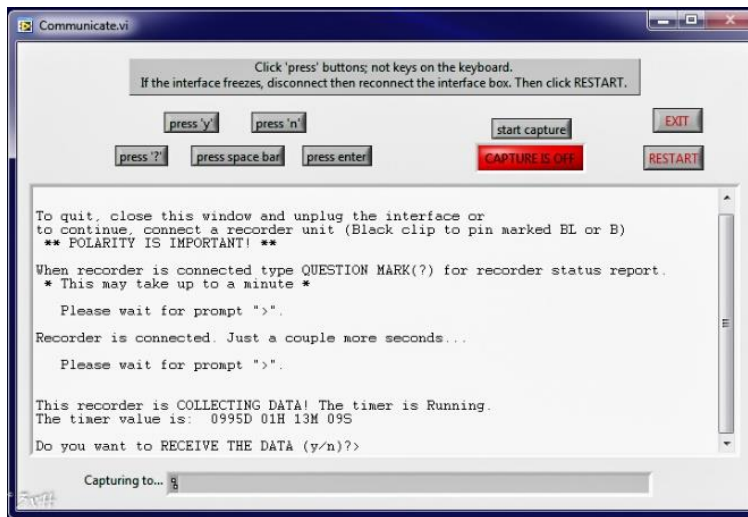 Communicate.vi
Click 'press' buttons; not keys on the keyboard.
If the interface freezes, disconnect then reconnect the interface box. Then click RESTART.
press 'y'
press 'n'
start capture
EXIT
press '?'
press space bar
press enter
CAPTURE IS OFF
RESTART
To quit, close this window and unplug the interface or
to continue, connect a recorder unit (Black clip to pin marked BL or B)
** POLARITY IS IMPORTANT! **
When recorder is connected type QUESTION MARK(?) for recorder status report.
* This may take up to a minute *
Please wait for prompt ">".
Recorder is connected. Just a couple more seconds...
Please wait for prompt ">".
This recorder is COLLECTING DATA! The timer is Running.
The timer value is: 0995D 01H 13M 09S
Do you want to RECEIVE THE DATA (y/n)?>
Capturing to...